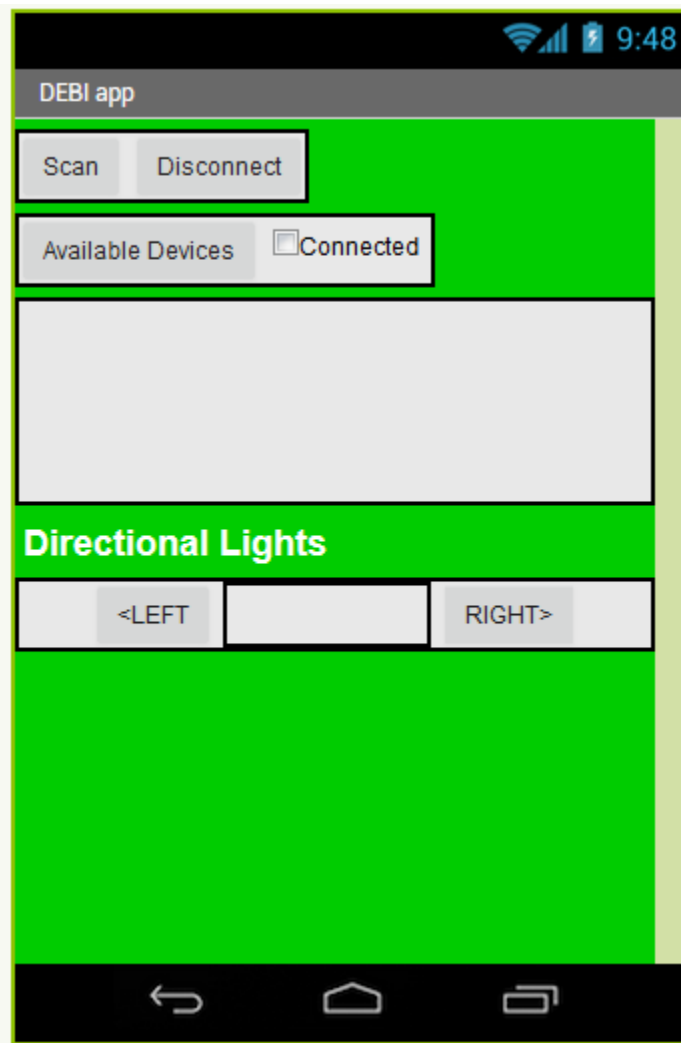 9:48
DEBI app
Scan Disconnect
Available Devices Connected
Directional Lights
<LEFT RIGHT>